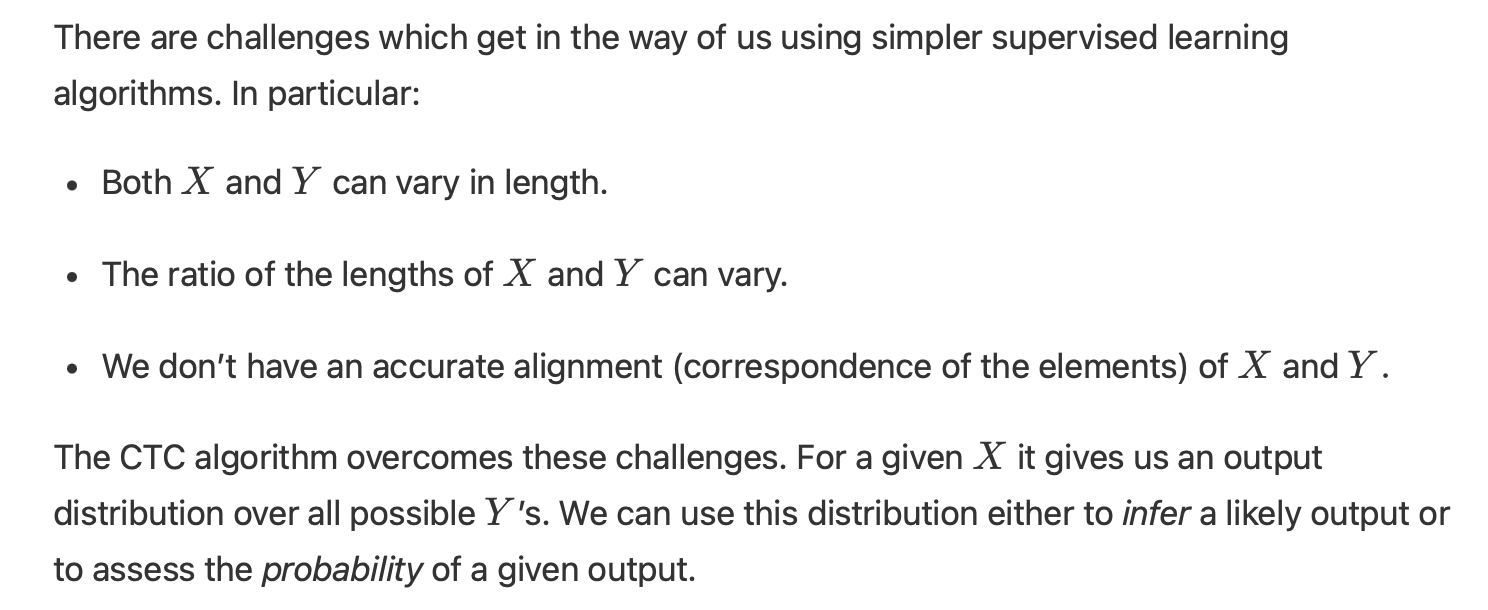 There are challenges which get in the way of us using simpler supervised learning
algorithms. In particular:
• Both X and Y can vary in length.
• The ratio of the lengths of X and Y can vary.
• We don't have an accurate alignment (correspondence of the elements) of X and Y.
The CTC algorithm overcomes these challenges. For a given X it gives us an output
distribution over all possible Y's. We can use this distribution either to infer a likely output or
to assess the probability of a given output.